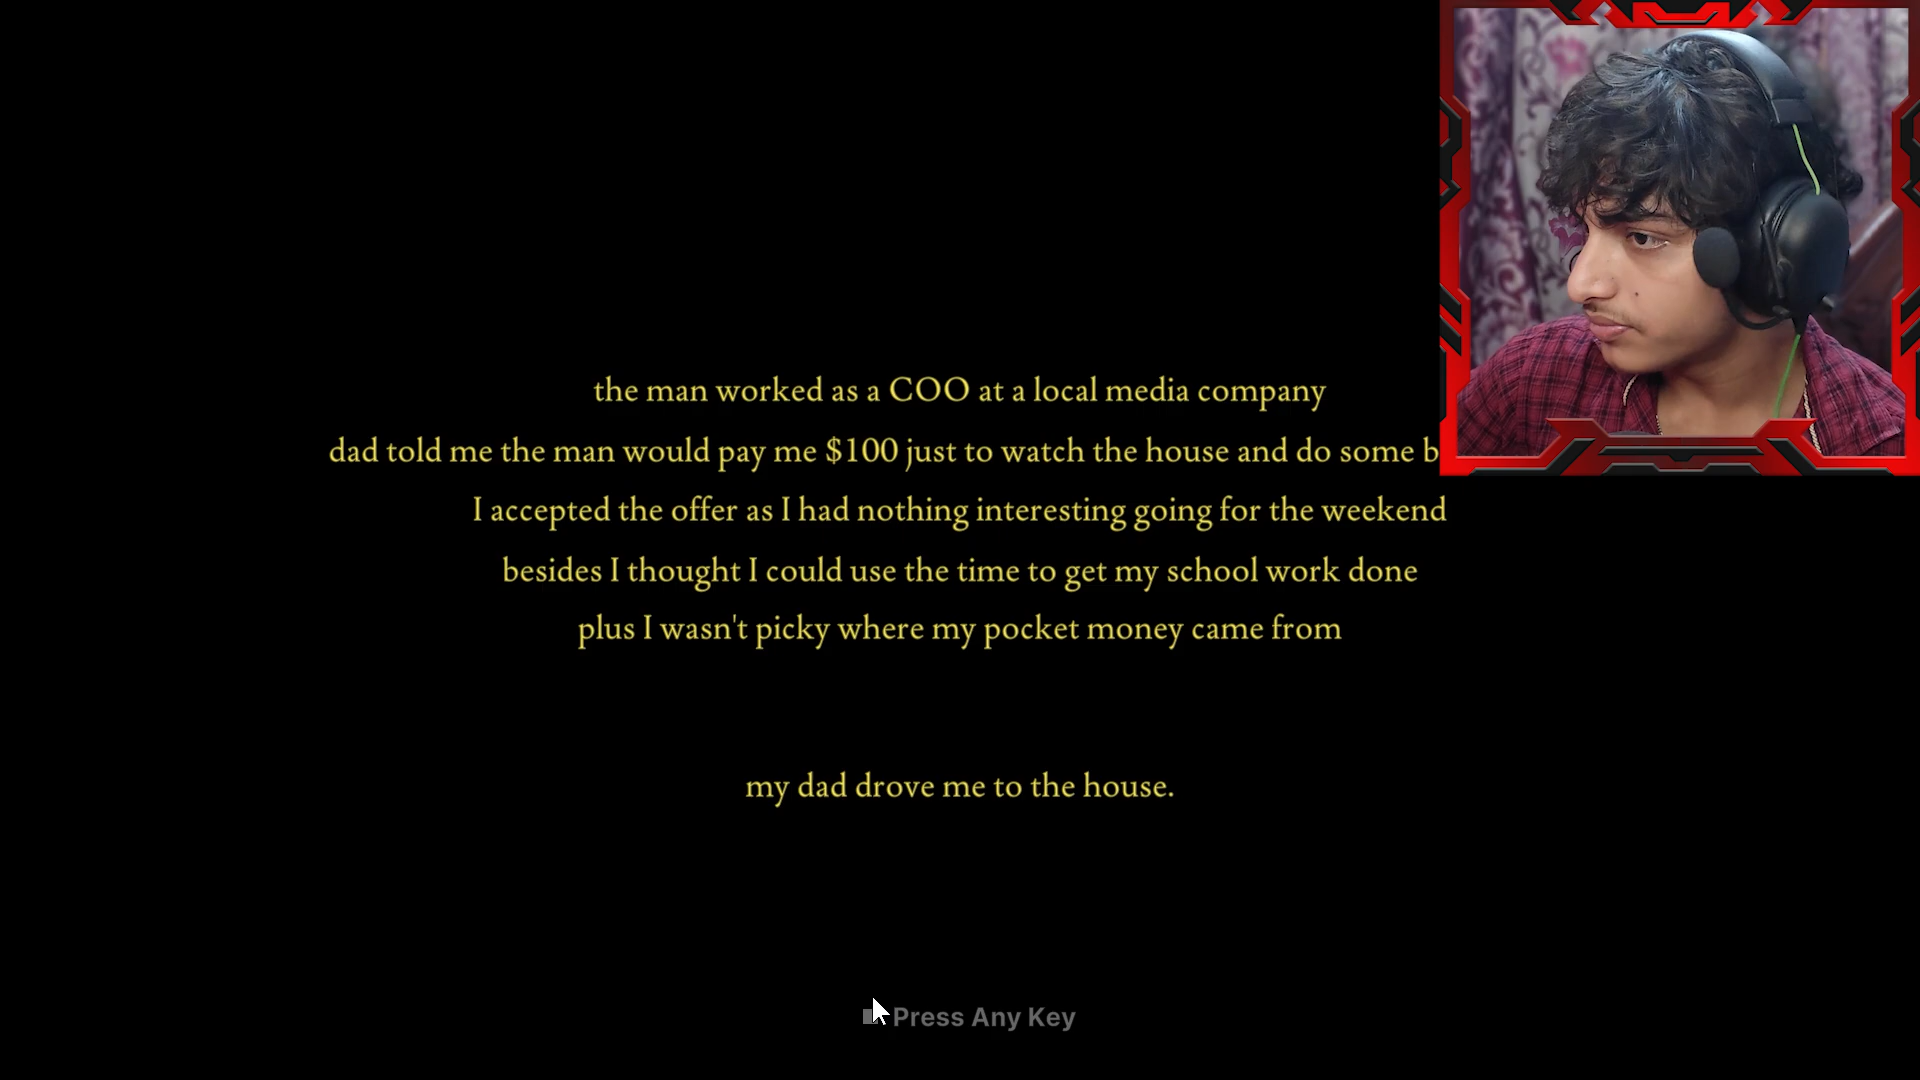 the man worked as a COO at a local media company
dad told me the man would pay me $100 just to watch the house and do some
I accepted the offer as I had nothing interesting going for the weekend
besides I thought I could use the time to get my school work done
plus I wasn't picky where my pocket money came from
my dad drove me to the house.
Press Any Key